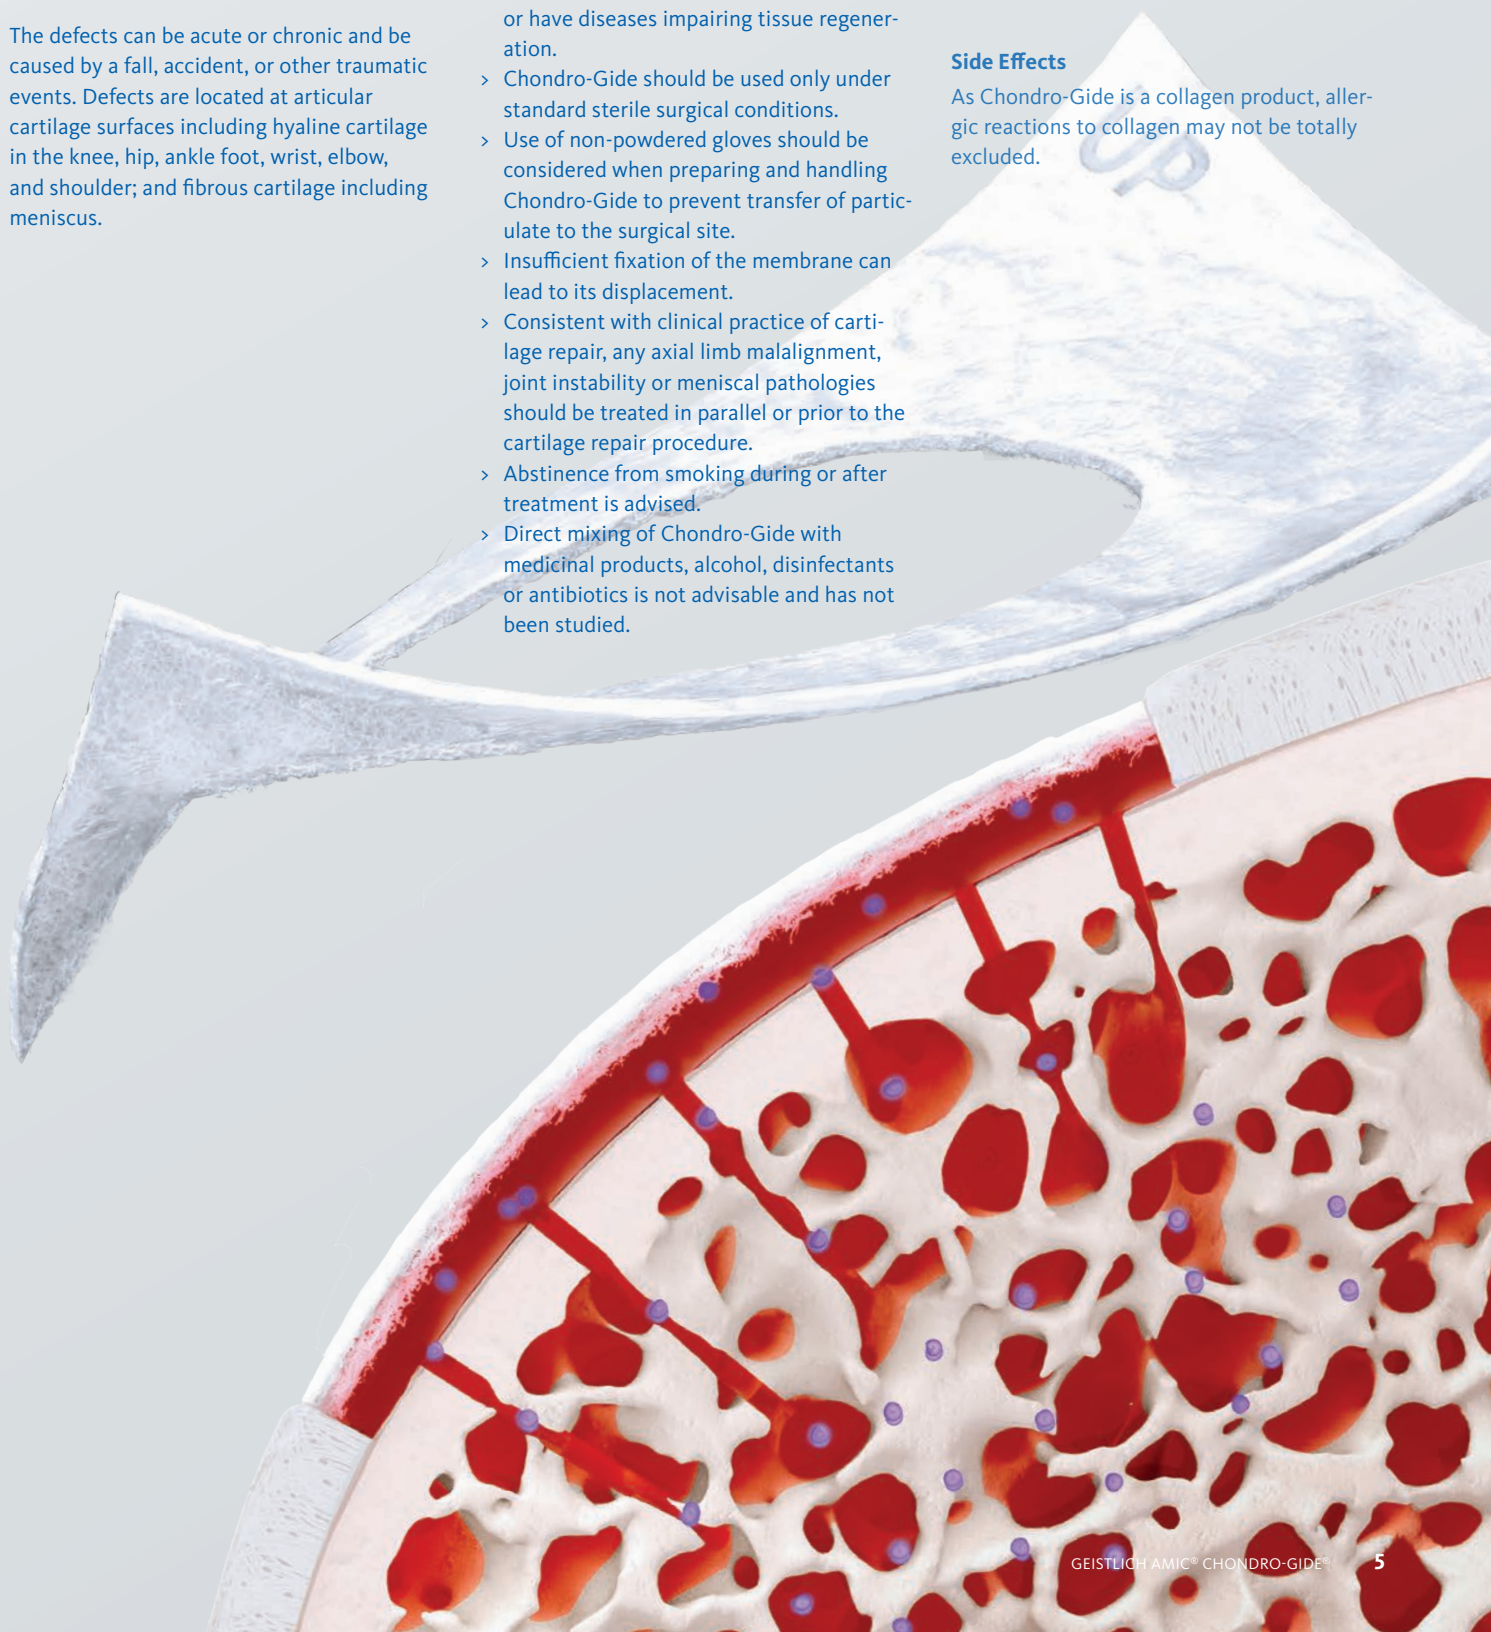 The defects can be acute or chronic and be
caused by a fall, accident, or other traumatic
events. Defects are located at articular
cartilage surfaces including hyaline cartilage
in the knee, hip, ankle foot, wrist, elbow,
and shoulder; and fibrous cartilage including
meniscus.
or have diseases impairing tissue regener-
ation.
> Chondro-Gide should be used only under
standard sterile surgical conditions.
> Use of non-powdered gloves should be
considered when preparing and handling
Chondro-Gide to prevent transfer of partic-
ulate to the surgical site.
> Insufficient fixation of the membrane can
lead to its displacement.
> Consistent with clinical practice of carti-
lage repair, any axial limb malalignment,
joint instability or meniscal pathologies
should be treated in parallel or prior to the
cartilage repair procedure.
> Abstinence from smoking during or after
treatment is advised.
> Direct mixing of Chondro-Gide with
medicinal products, alcohol, disinfectants
or antibiotics is not advisable and has not
been studied.
Side Effects
As Chondro-Gide is a collagen product, aller-
gic reactions to collagen may not be totally
excluded.
UP
GEISTLICH AMIC® CHONDRO-GIDE® 5